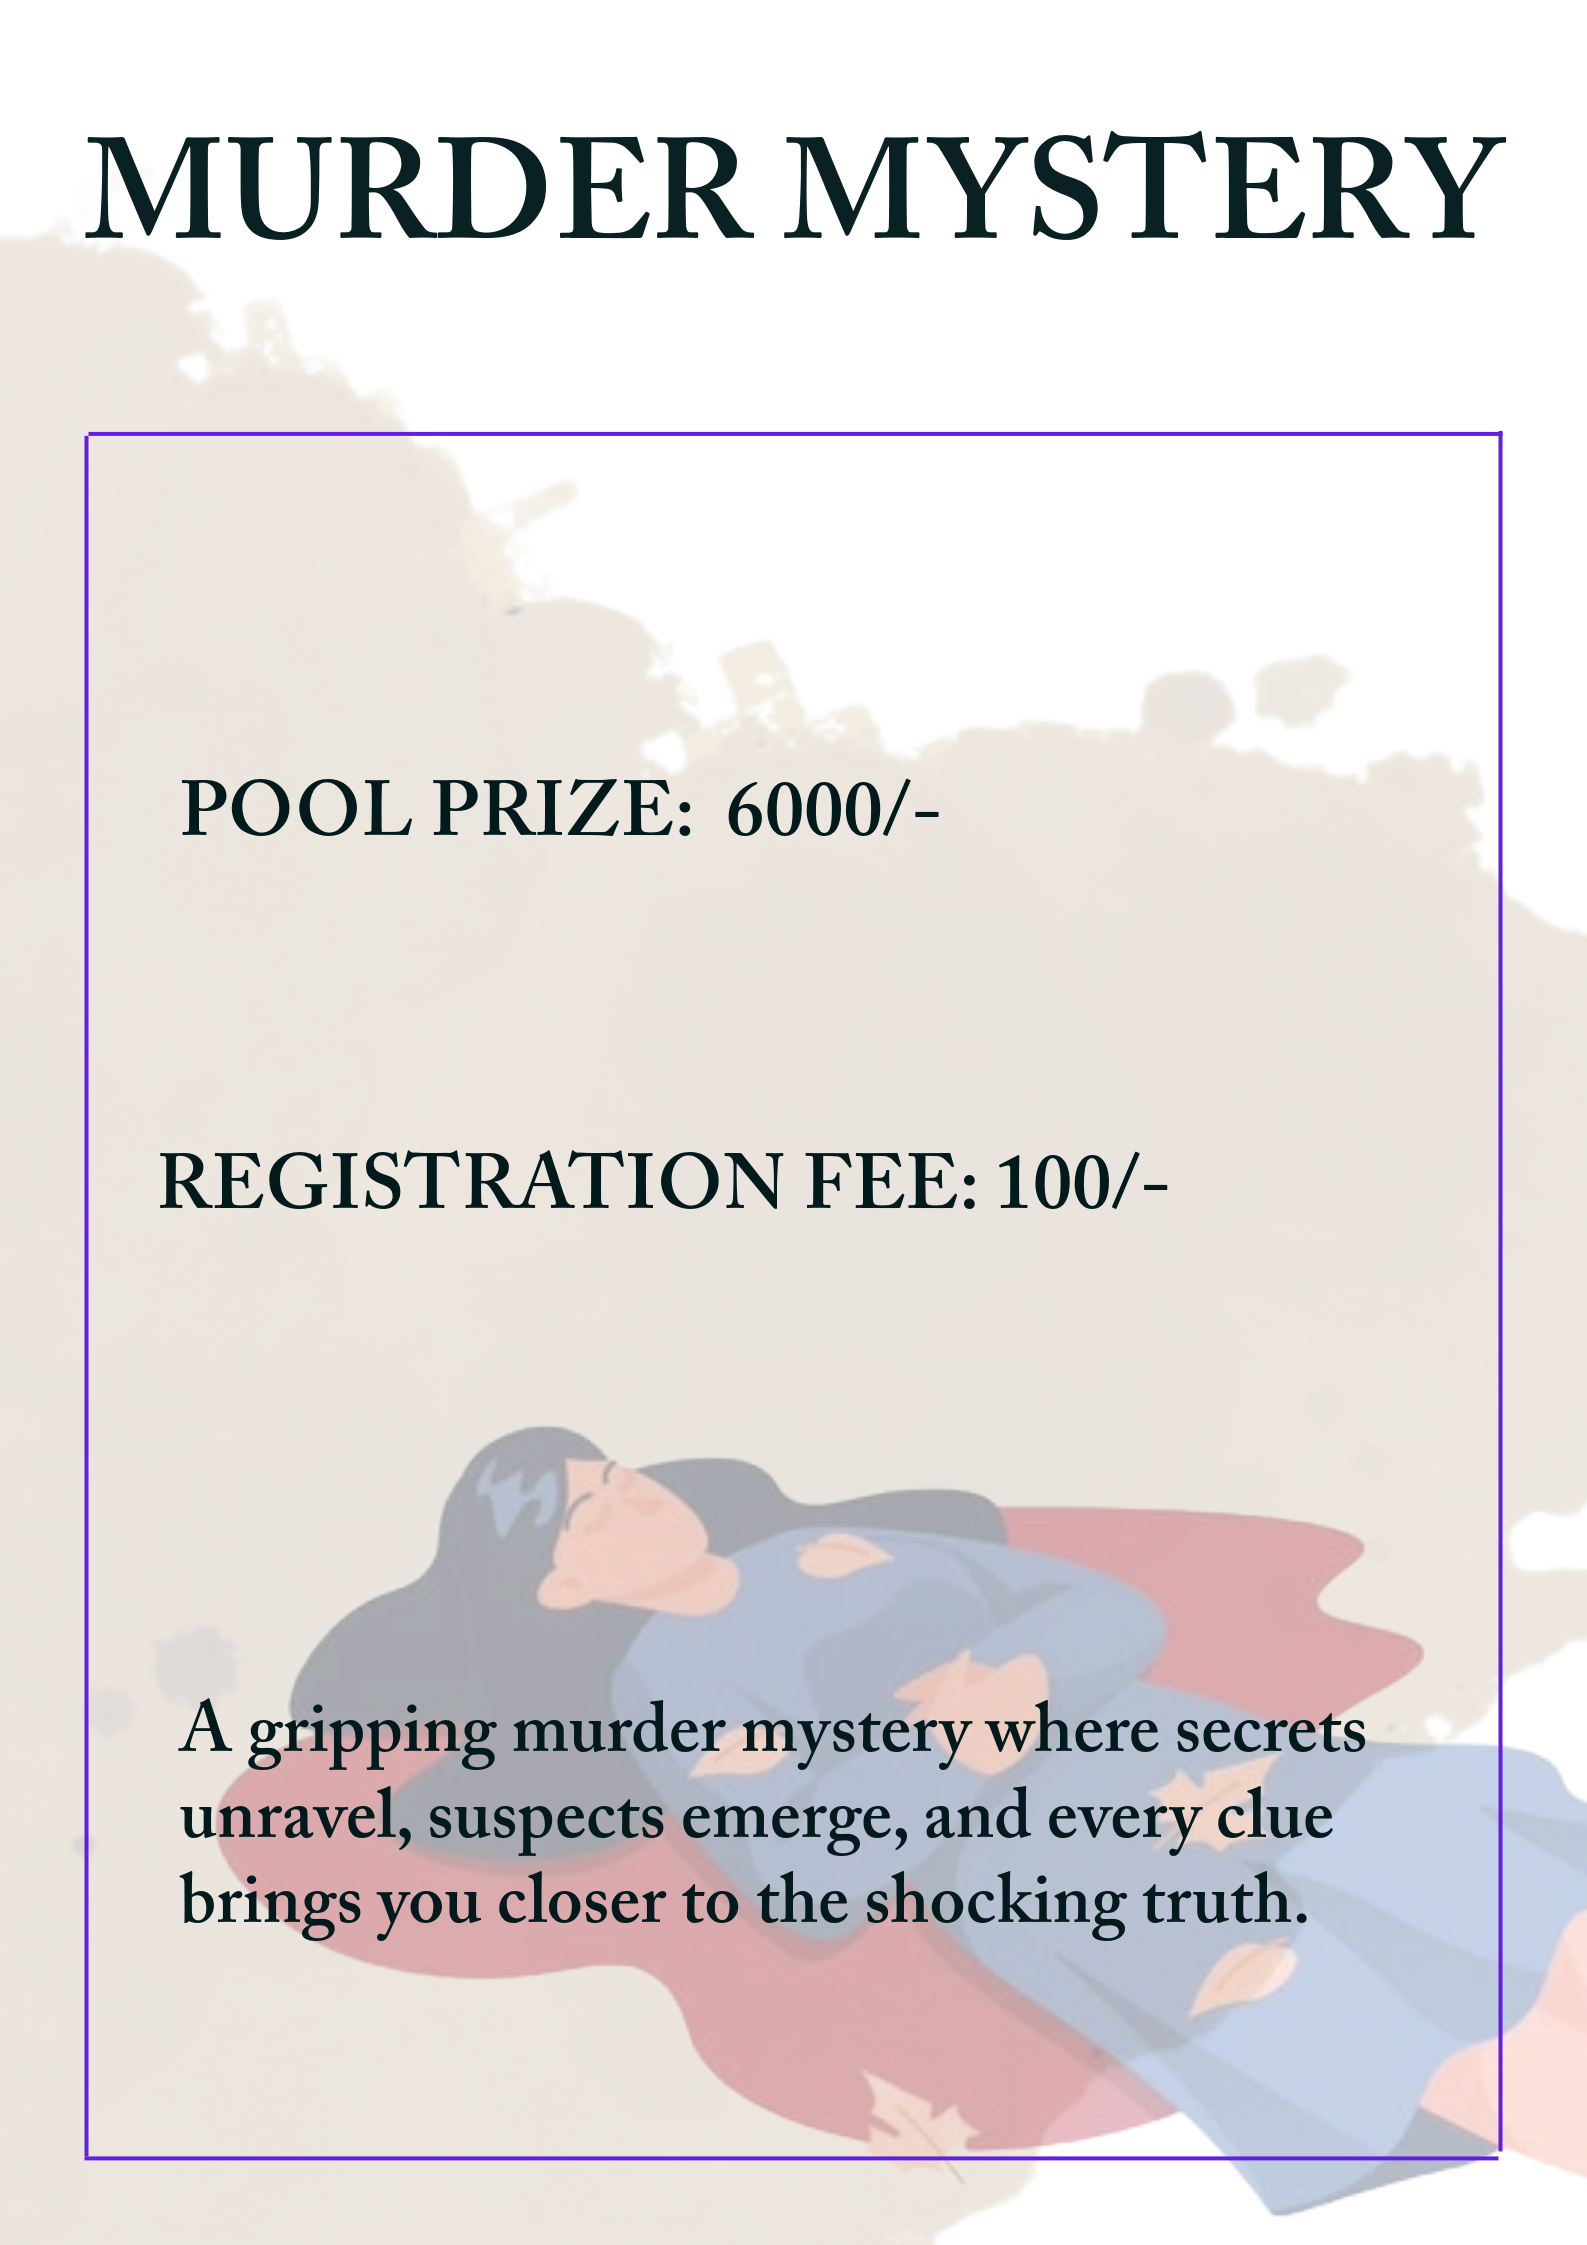 MURDER MYSTERY
POOL PRIZE:  6000/-
REGISTRATION FEE: 100/-
A gripping murder mystery where secrets
unravel, suspects emerge, and every clue
brings you closer to the shocking truth.